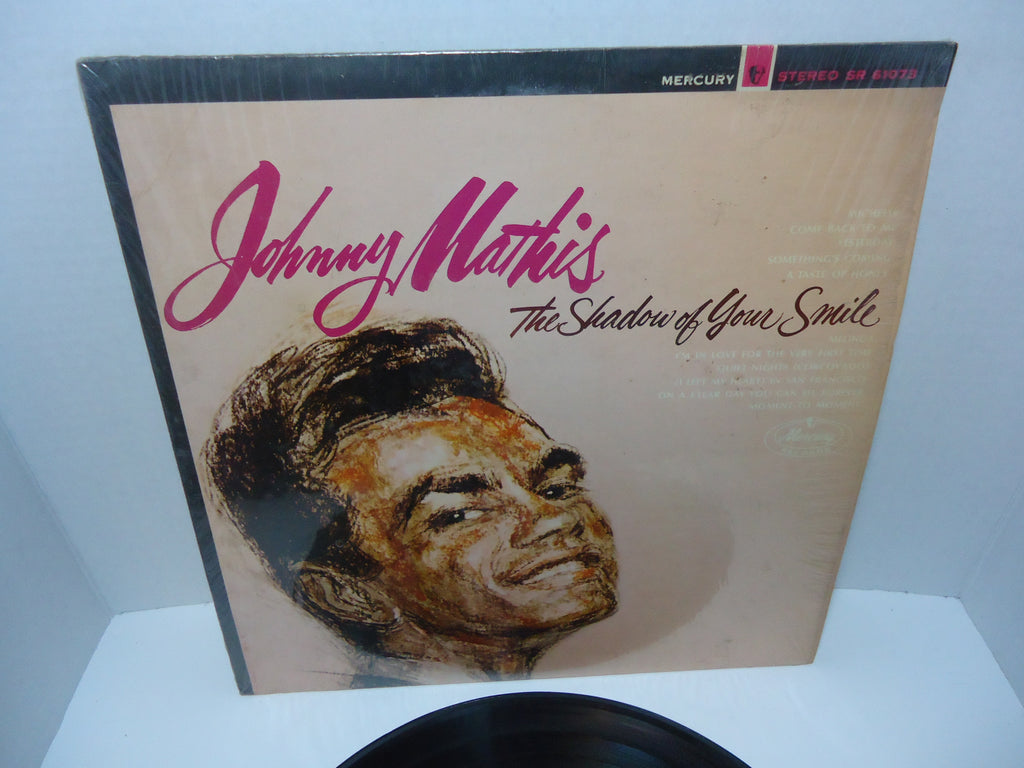 MERCURY STEREO SR 61073
Johnny Mathis
The Shadow of Your Smile
MICHELLE
COME BACK TO ME
YESTERDAY
SOMETHING'S COMING
A TASTE OF HONEY
I'M IN LOVE FOR THE VERY FIRST TIME
QUIET NIGHTS (CORCOVADO)
(I LEFT MY HEART) IN SAN FRANCISCO
ON A CLEAR DAY YOU CAN SEE FOREVER
MOMENT TO MOMENT
Mercury
RECORDS